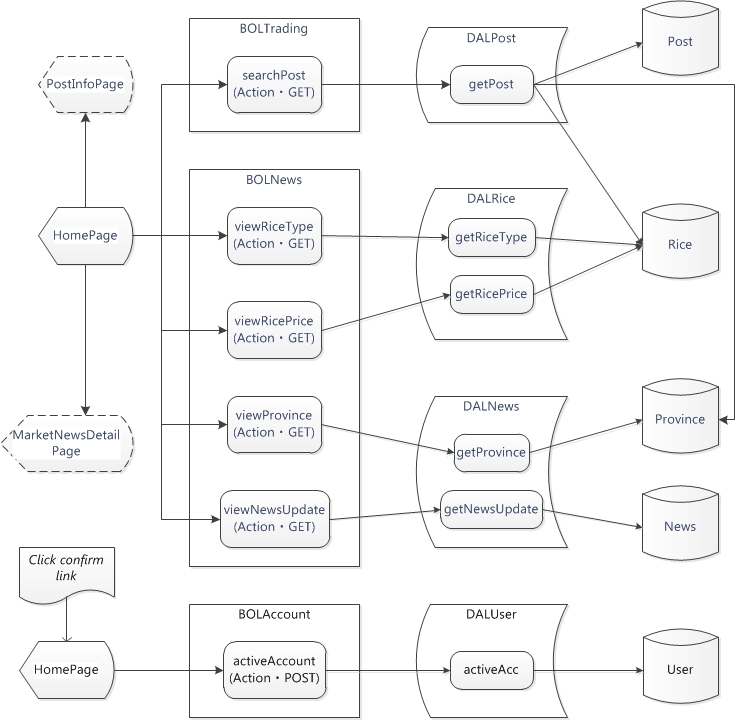 BOLTrading
searchPost
(Action · GET)
DALPost
getPost
Post
PostInfoPage
HomePage
MarketNewsDetail
Page
BOLNews
viewRiceType
(Action · GET)
viewRicePrice
(Action · GET)
viewProvince
(Action · GET)
viewNewsUpdate
(Action · GET)
DALRice
getRiceType
getRicePrice
Rice
DALNews
getProvince
getNewsUpdate
Province
News
Click confirm
link
HomePage
BOLAccount
activeAccount
(Action · POST)
DALUser
activeAcc
User